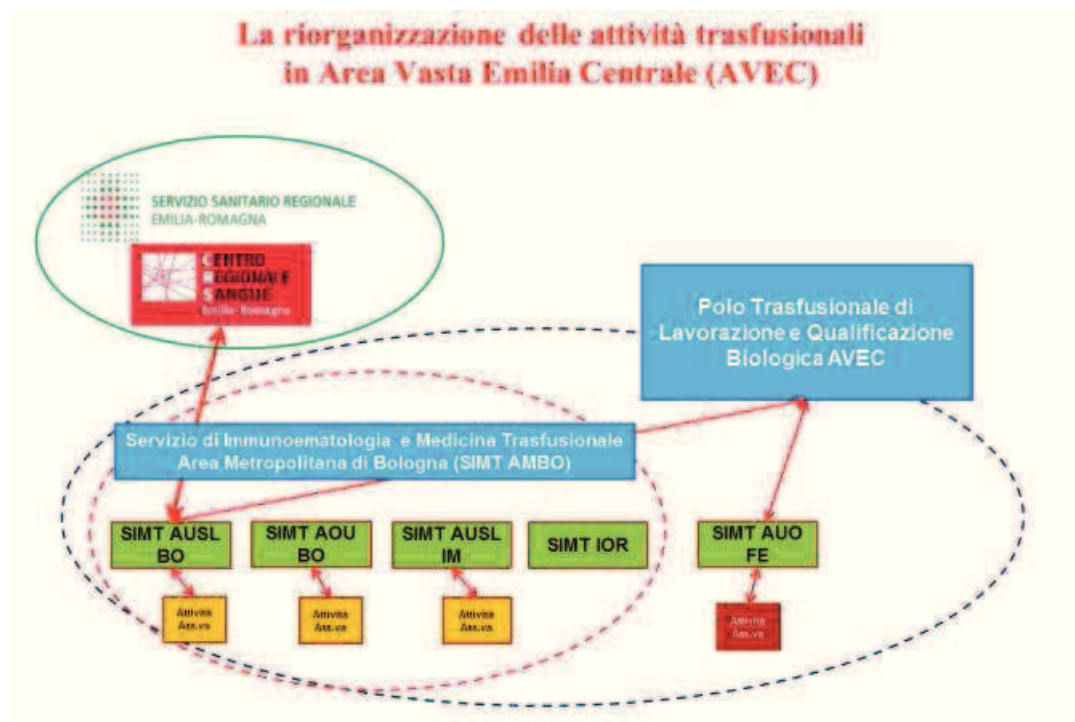 La riorganizzazione delle attività trasfusionali
in Area Vasta Emilia Centrale (AVEC)
SERVIZIO SANITARIO REGIONALE
EMILIA-ROMAGNA
CENTRO
REGIONALE
SANGUE
Emilia-Romagna
Polo Trasfusionale di
Lavorazione e Qualificazione
Biologica AVEC
Servizio di Immunoematologia e Medicina Trasfusionale
Area Metropolitana di Bologna (SIMT AMBO)
SIMT AUSL
BO
SIMT AOU
BO
SIMT AUSL
IM
SIMT IOR
SIMT AUO
FE
Attività
Ass.va
Attività
Ass.va
Attività
Ass.va
Attività
Ass.va